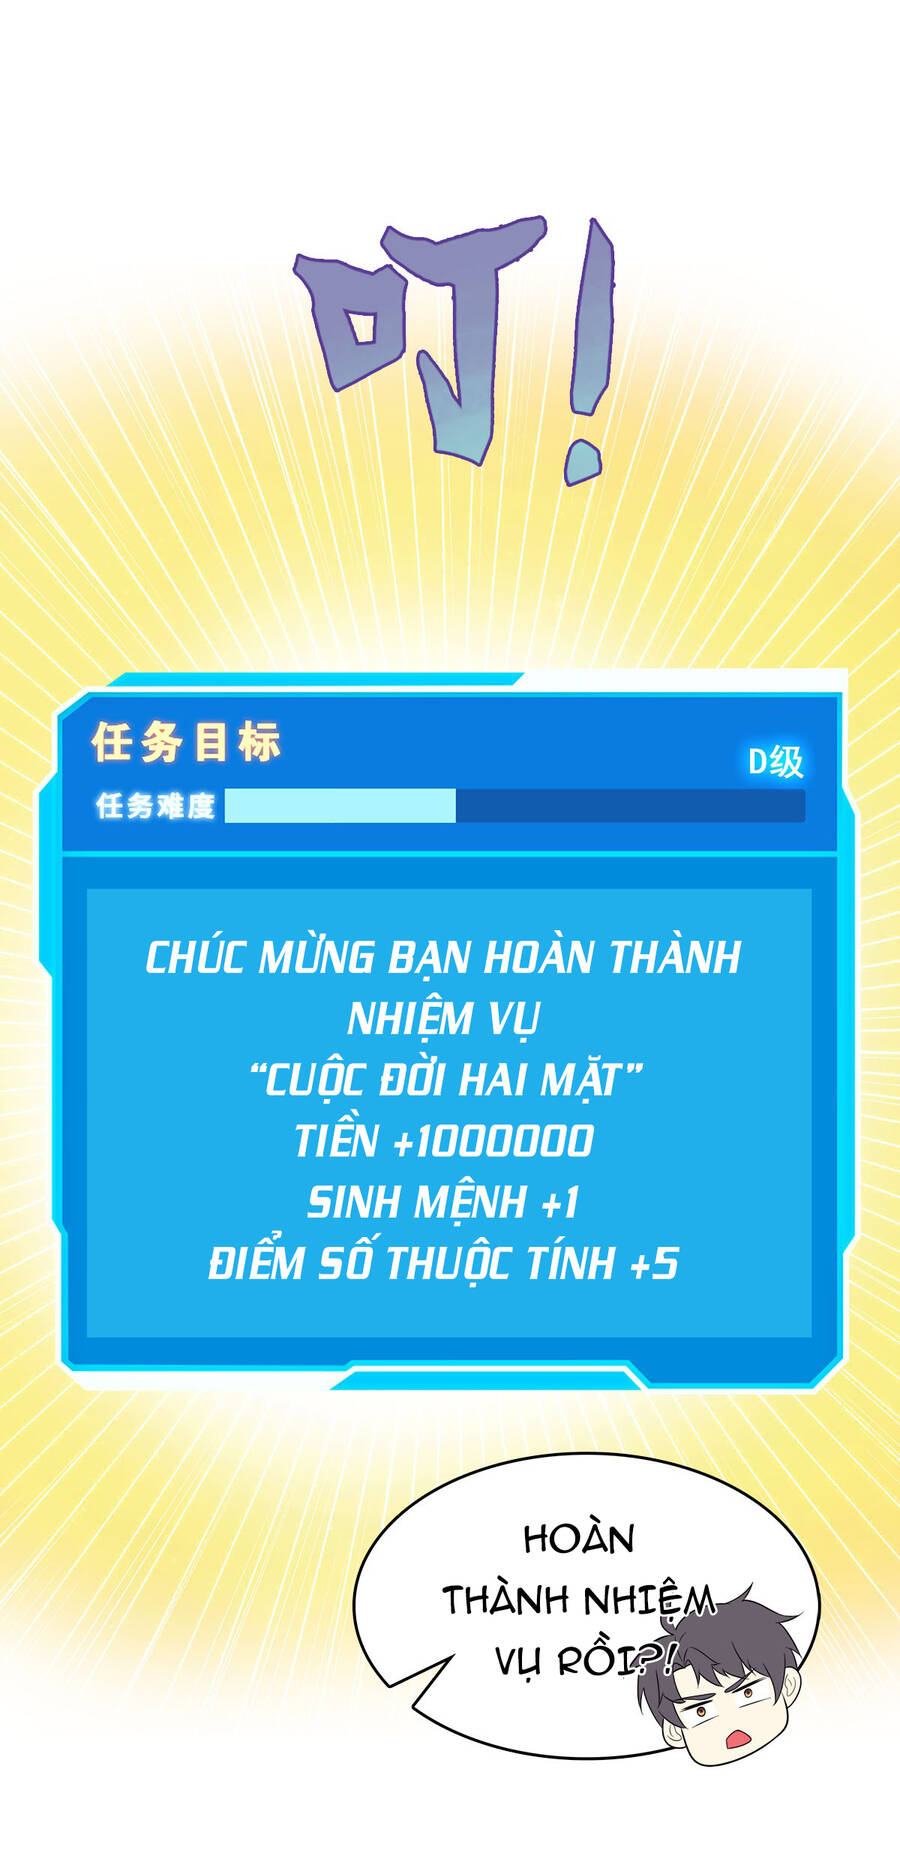 叮!
任务目标
D级
任务难度
CHÚC MỪNG BẠN HOÀN THÀNH
NHIỆM VỤ
“CUỘC ĐỜI HAI MẶT”
TIỀN +1000000
SINH MỆNH +1
ĐIỂM SỐ THUỘC TÍNH +5
HOÀN
THÀNH NHIỆM
VỤ RỒI?!